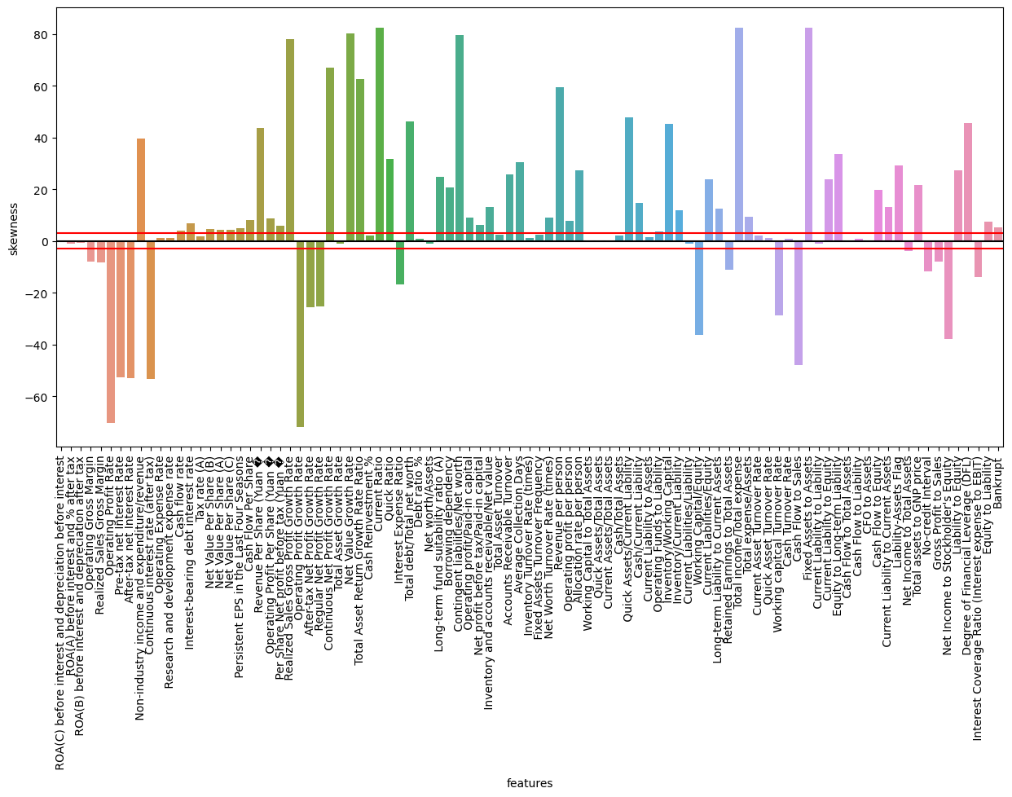 80
60
40
20
0
−20
−40
−60
skewness
ROA(C) before interest and depreciation before interest
ROA(A) before interest and % after tax
ROA(B) before interest and depreciation after tax
Operating Gross Margin
Realized Sales Gross Margin
Operating Profit Rate
Pre-tax net Interest Rate
After-tax net Interest Rate
Non-industry income and expenditure/revenue
Continuous interest rate (after tax)
Operating Expense Rate
Research and development expense rate
Cash flow rate
Interest-bearing debt interest rate
Tax rate (A)
Net Value Per Share (B)
Net Value Per Share (A)
Net Value Per Share (C)
Persistent EPS in the Last Four Seasons
Cash Flow Per Share
Revenue Per Share (Yuan �
Operating Profit Per Share (Yuan �
Per Share Net profit before tax (Yuan �
Realized Sales Gross Profit Growth Rate
Operating Profit Growth Rate
After-tax Net Profit Growth Rate
Regular Net Profit Growth Rate
Continuous Net Profit Growth Rate
Total Asset Growth Rate
Net Value Growth Rate
Total Asset Return Growth Rate Ratio
Cash Reinvestment %
Current Ratio
Quick Ratio
Interest Expense Ratio
Total debt/Total net worth
Debt ratio %
Net worth/Assets
Long-term fund suitability ratio (A)
Borrowing dependency
Contingent liabilities/Net worth
Operating profit/Paid-in capital
Net profit before tax/Paid-in capital
Inventory and accounts receivable/Net value
Total Asset Turnover
Accounts Receivable Turnover
Average Collection Days
Inventory Turnover Rate (times)
Fixed Assets Turnover Frequency
Net Worth Turnover Rate (times)
Revenue per person
Operating profit per person
Allocation rate per person
Working Capital to Total Assets
Quick Assets/Total Assets
Current Assets/Total Assets
Cash/Total Assets
Quick Assets/Current Liability
Cash/Current Liability
Current Liability to Assets
Operating Funds to Liability
Inventory/Working Capital
Inventory/Current Liability
Current Liabilities/Liability
Working Capital/Equity
Current Liabilities/Equity
Long-term Liability to Current Assets
Retained Earnings to Total Assets
Total income/Total expense
Total expense/Assets
Current Asset Turnover Rate
Quick Asset Turnover Rate
Working capitcal Turnover Rate
Cash Turnover Rate
Cash Flow to Sales
Fixed Assets to Assets
Current Liability to Liability
Current Liability to Equity
Equity to Long-term Liability
Cash Flow to Total Assets
Cash Flow to Liability
CFO to Assets
Cash Flow to Equity
Current Liability to Current Assets
Liability-Assets Flag
Net Income to Total Assets
Total assets to GNP price
No-credit Interval
Gross Profit to Sales
Net Income to Stockholder's Equity
Liability to Equity
Degree of Financial Leverage (DFL)
Interest Coverage Ratio (Interest expense to EBIT)
Equity to Liability
Bankrupt
features